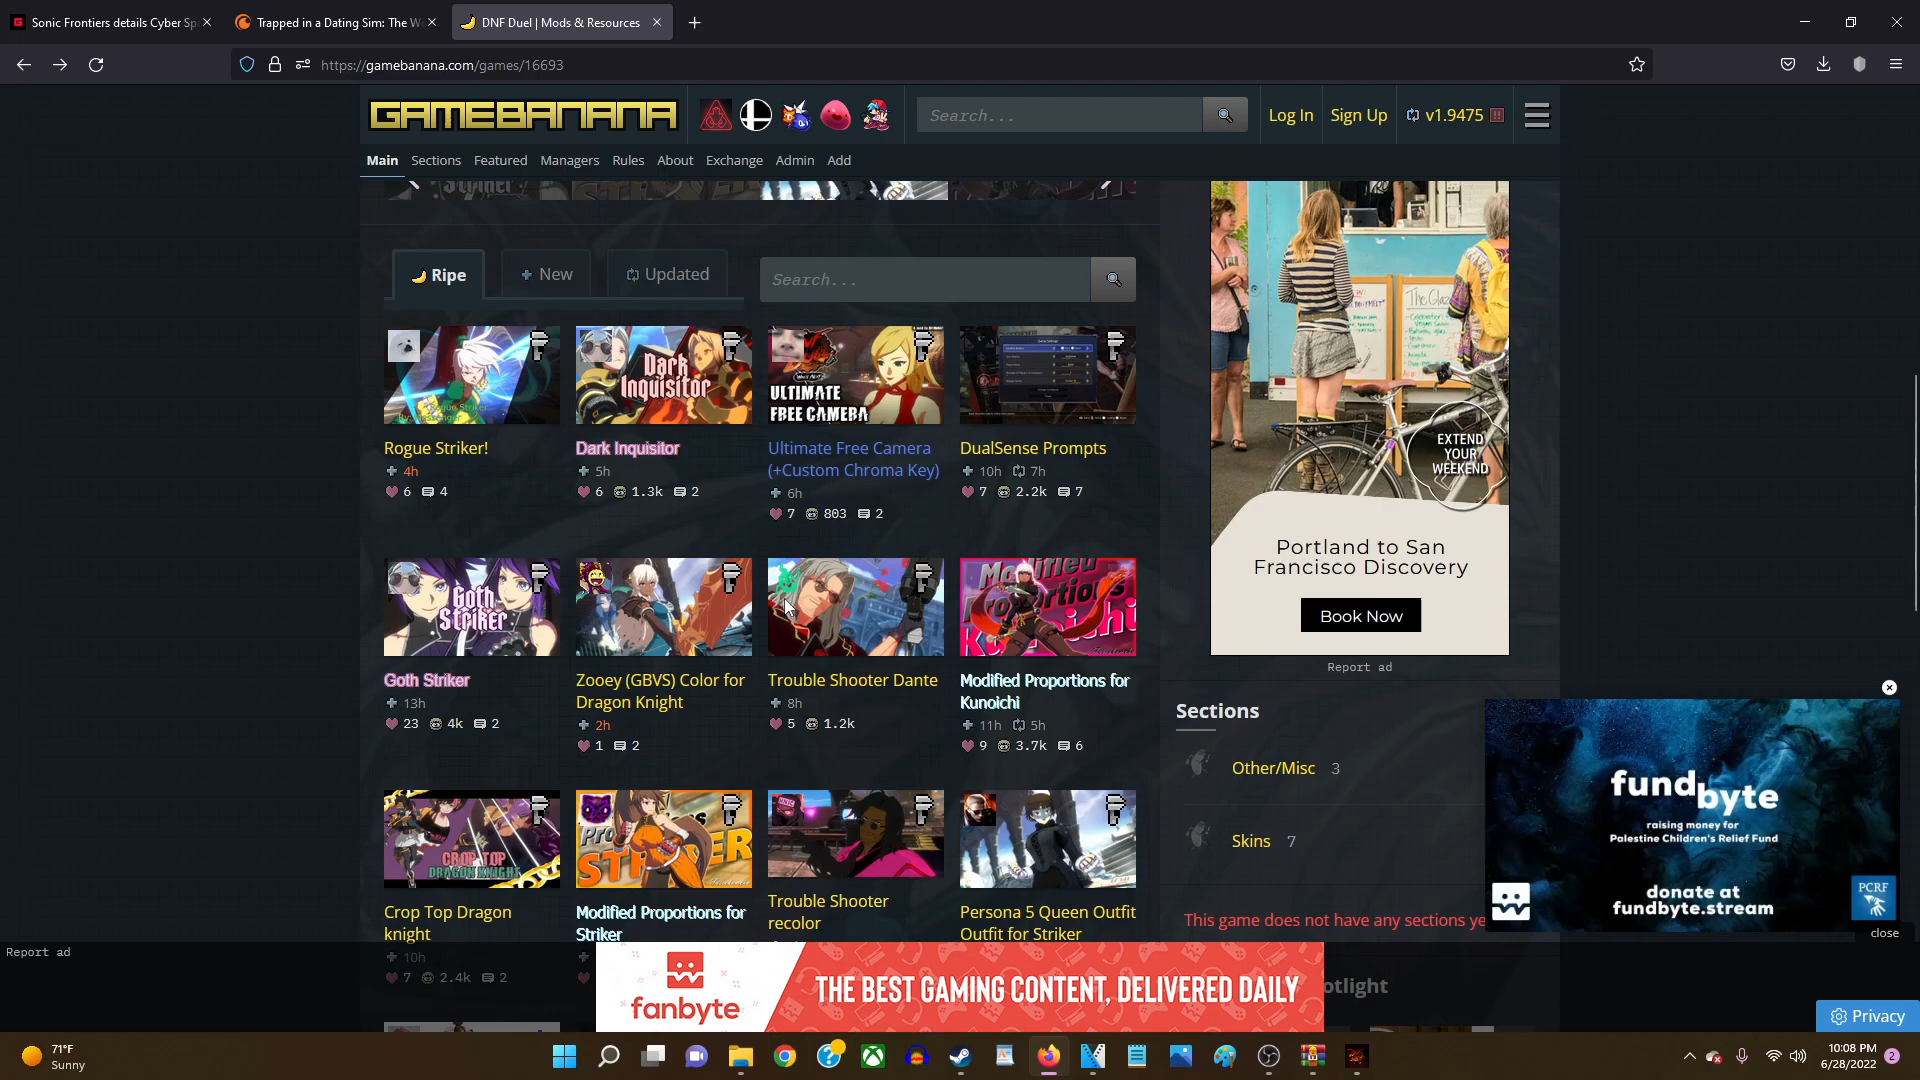 Sonic Frontiers details Cyber Sp
Trapped in a Dating Sim: The W
DNF Duel | Mods & Resources
https://gamebanana.com/games/16693
GAMEBANANA
Search...
Log In
Sign Up
v1.9475
Main
Sections
Featured
Managers
Rules
About
Exchange
Admin
Add
Ripe
New
Updated
Search...
Dark
Inquisitor
ULTIMATE
FREE CAMERA
Rogue Striker!
4h
6 4
Dark Inquisitor
5h
6 1.3k 2
Ultimate Free Camera
(+Custom Chroma Key)
6h
7 803 2
DualSense Prompts
10h 7h
7 2.2k 7
Goth
Striker
Modified
Proportions
Kunoichi
Goth Striker
13h
23 4k 2
Zooey (GBVS) Color for
Dragon Knight
2h
1 2
Trouble Shooter Dante
8h
5 1.2k
Modified Proportions for
Kunoichi
11h 5h
9 3.7k 6
CROP TOP
DRAGON KNIGHT
Crop Top Dragon
knight
10h
7 2.4k 2
Modified Proportions for
Striker
Trouble Shooter
recolor
Persona 5 Queen Outfit
Outfit for Striker
EXTEND
YOUR
WEEKEND
Portland to San
Francisco Discovery
Book Now
Report ad
Sections
Other/Misc 3
Skins 7
This game does not have any sections ye
otlight
fundbyte
raising money for
Palestine Children's Relief Fund
donate at
fundbyte.stream
PCRF
close
Report ad
fanbyte
THE BEST GAMING CONTENT, DELIVERED DAILY
Privacy
71°F
Sunny
10:08 PM
6/28/2022
2